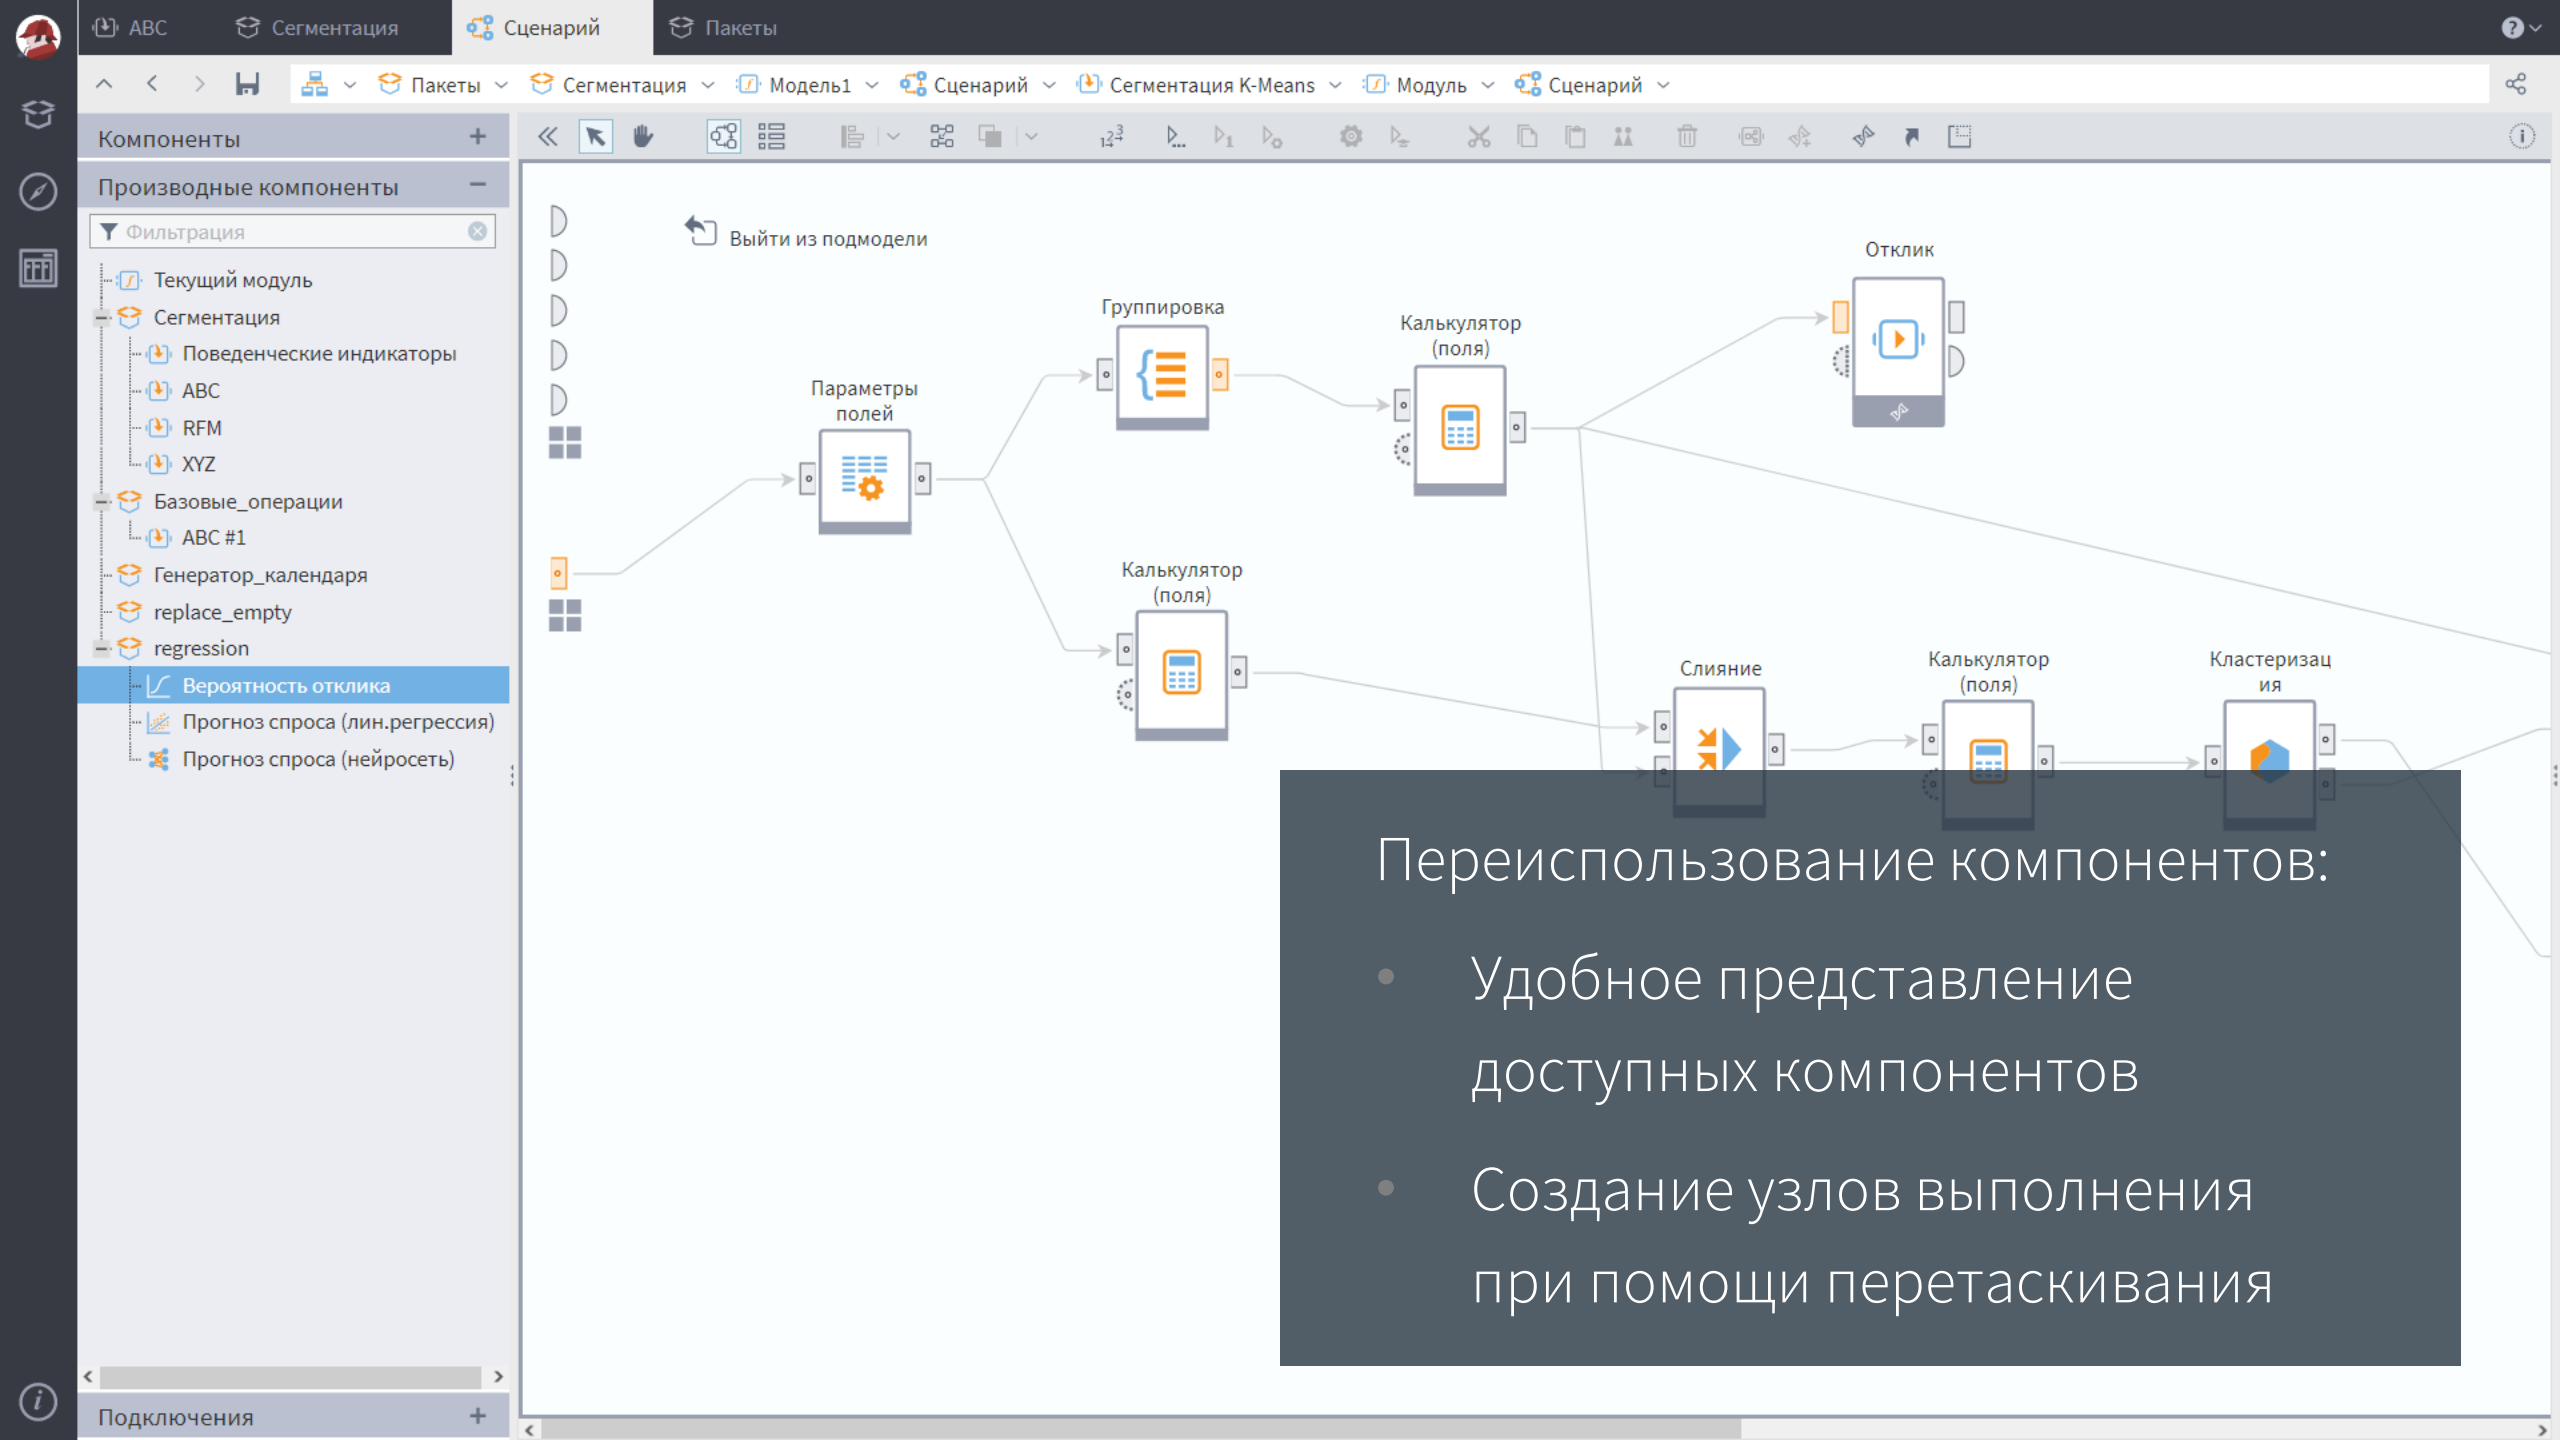 ABC
Сегментация
Сценарий
Пакеты
Пакеты
Сегментация
Модель1
Сценарий
Сегментация K-Means
Модуль
Сценарий
Компоненты
Производные компоненты
Фильтрация
Текущий модуль
Сегментация
Поведенческие индикаторы
ABC
RFM
XYZ
Базовые_операции
ABC #1
Генератор_календаря
replace_empty
regression
Вероятность отклика
Прогноз спроса (лин.регрессия)
Прогноз спроса (нейросеть)
Подключения
Выйти из подмодели
Параметры
полей
Группировка
Калькулятор
(поля)
Отклик
Калькулятор
(поля)
Слияние
Калькулятор
(поля)
Кластеризац
ия
Переиспользование компонентов:
• Удобное представление
доступных компонентов
• Создание узлов выполнения
при помощи перетаскивания